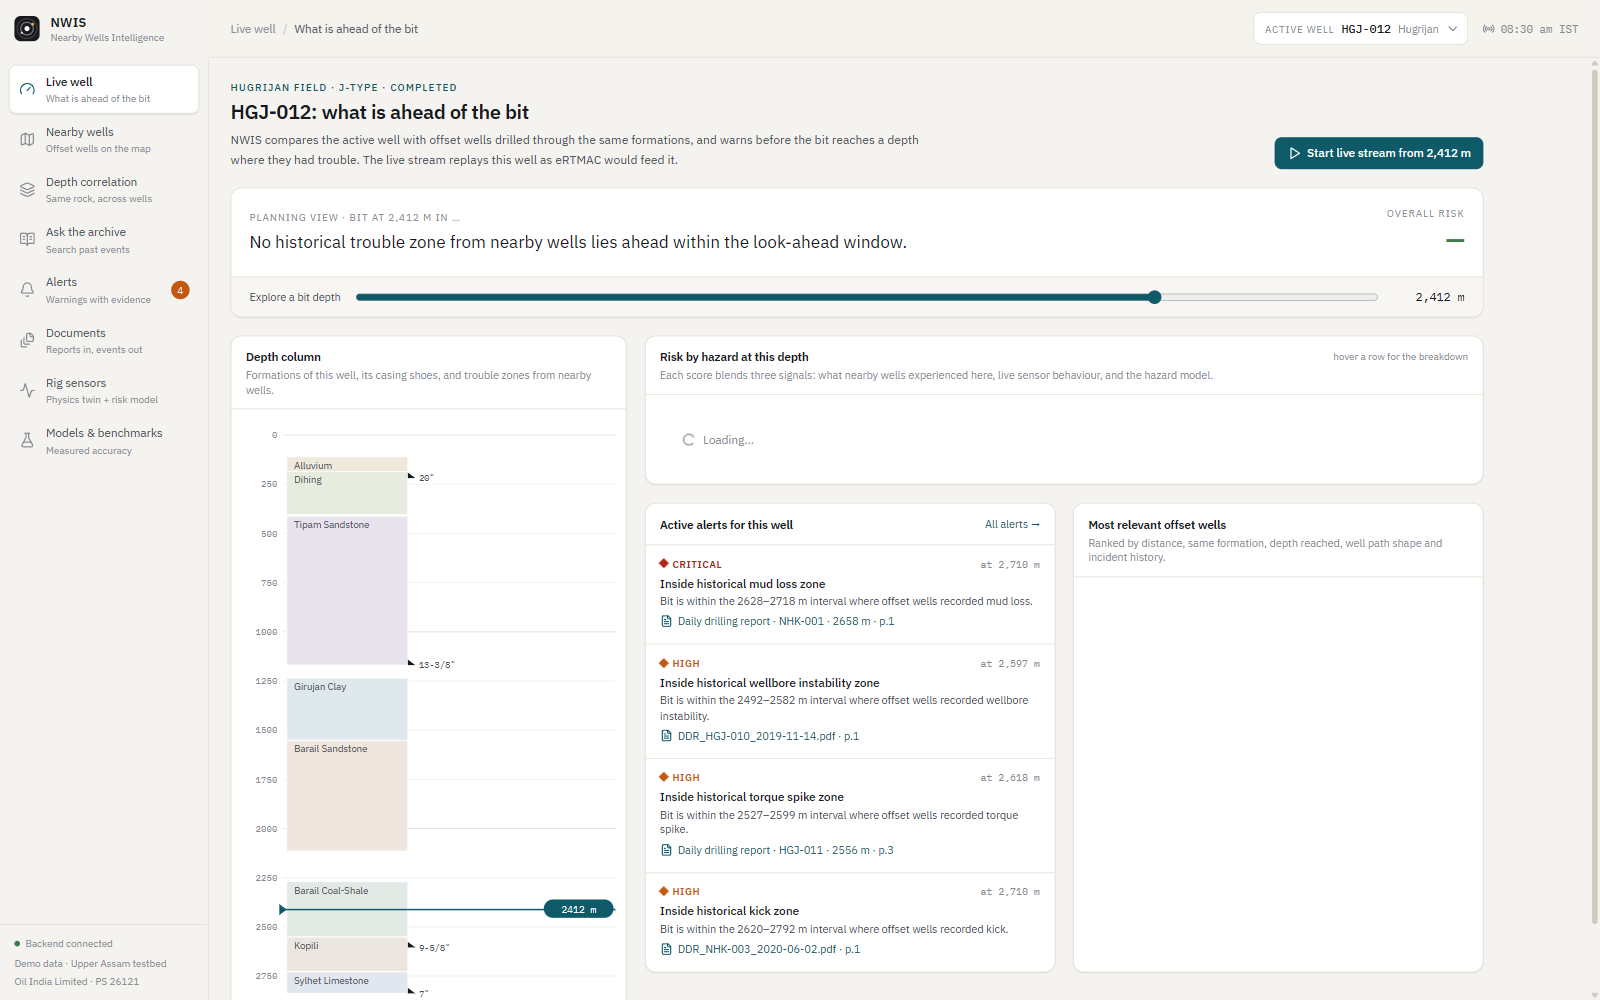 NWIS
Nearby Wells Intelligence
Live well
What is ahead of the bit
Nearby wells
Offset wells on the map
Depth correlation
Same rock, across wells
Ask the archive
Search past events
Alerts
Warnings with evidence
4
Documents
Reports in, events out
Rig sensors
Physics twin + risk model
Models & benchmarks
Measured accuracy
Backend connected
Demo data · Upper Assam testbed
Oil India Limited · PS 26121
Live well / What is ahead of the bit
ACTIVE WELL HGJ-012 Hugrijan
08:30 am IST
HUGRIJAN FIELD · J-TYPE · COMPLETED
HGJ-012: what is ahead of the bit
NWIS compares the active well with offset wells drilled through the same formations, and warns before the bit reaches a depth
where they had trouble. The live stream replays this well as eRTMAC would feed it.
Start live stream from 2,412 m
PLANNING VIEW · BIT AT 2,412 M IN …
No historical trouble zone from nearby wells lies ahead within the look-ahead window.
OVERALL RISK
—
Explore a bit depth
2,412 m
Depth column
Formations of this well, its casing shoes, and trouble zones from nearby
wells.
0
Alluvium
20"
Dihing
250
500
Tipam Sandstone
750
1000
13-3/8"
1250
Girujan Clay
1500
Barail Sandstone
1750
2000
2250
Barail Coal-Shale
2412 m
2500
Kopili
9-5/8"
2750
Sylhet Limestone
7"
Risk by hazard at this depth
hover a row for the breakdown
Each score blends three signals: what nearby wells experienced here, live sensor behaviour, and the hazard model.
Loading…
Active alerts for this well
All alerts →
CRITICAL
at 2,710 m
Inside historical mud loss zone
Bit is within the 2628–2718 m interval where offset wells recorded mud loss.
Daily drilling report · NHK-001 · 2658 m · p.1
HIGH
at 2,597 m
Inside historical wellbore instability zone
Bit is within the 2492–2582 m interval where offset wells recorded wellbore
instability.
DDR_HGJ-010_2019-11-14.pdf · p.1
HIGH
at 2,618 m
Inside historical torque spike zone
Bit is within the 2527–2599 m interval where offset wells recorded torque
spike.
Daily drilling report · HGJ-011 · 2556 m · p.3
HIGH
at 2,710 m
Inside historical kick zone
Bit is within the 2620–2792 m interval where offset wells recorded kick.
DDR_NHK-003_2020-06-02.pdf · p.1
Most relevant offset wells
Ranked by distance, same formation, depth reached, well path shape and
incident history.